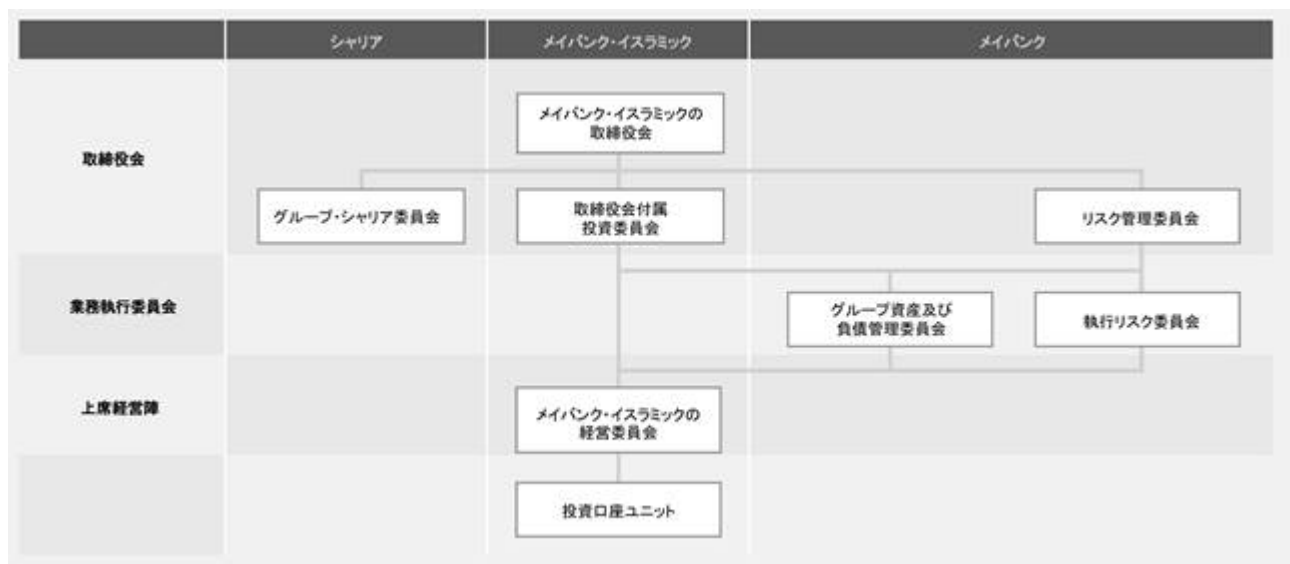 シャリア
メイバンク・イスラミック
メイバンク
取締役会
メイバンク・イスラミックの
取締役会
グループ・シャリア委員会
取締役会付属
投資委員会
リスク管理委員会
業務執行委員会
グループ資産及び
負債管理委員会
執行リスク委員会
上席経営陣
メイバンク・イスラミックの
経営委員会
投資口座ユニット